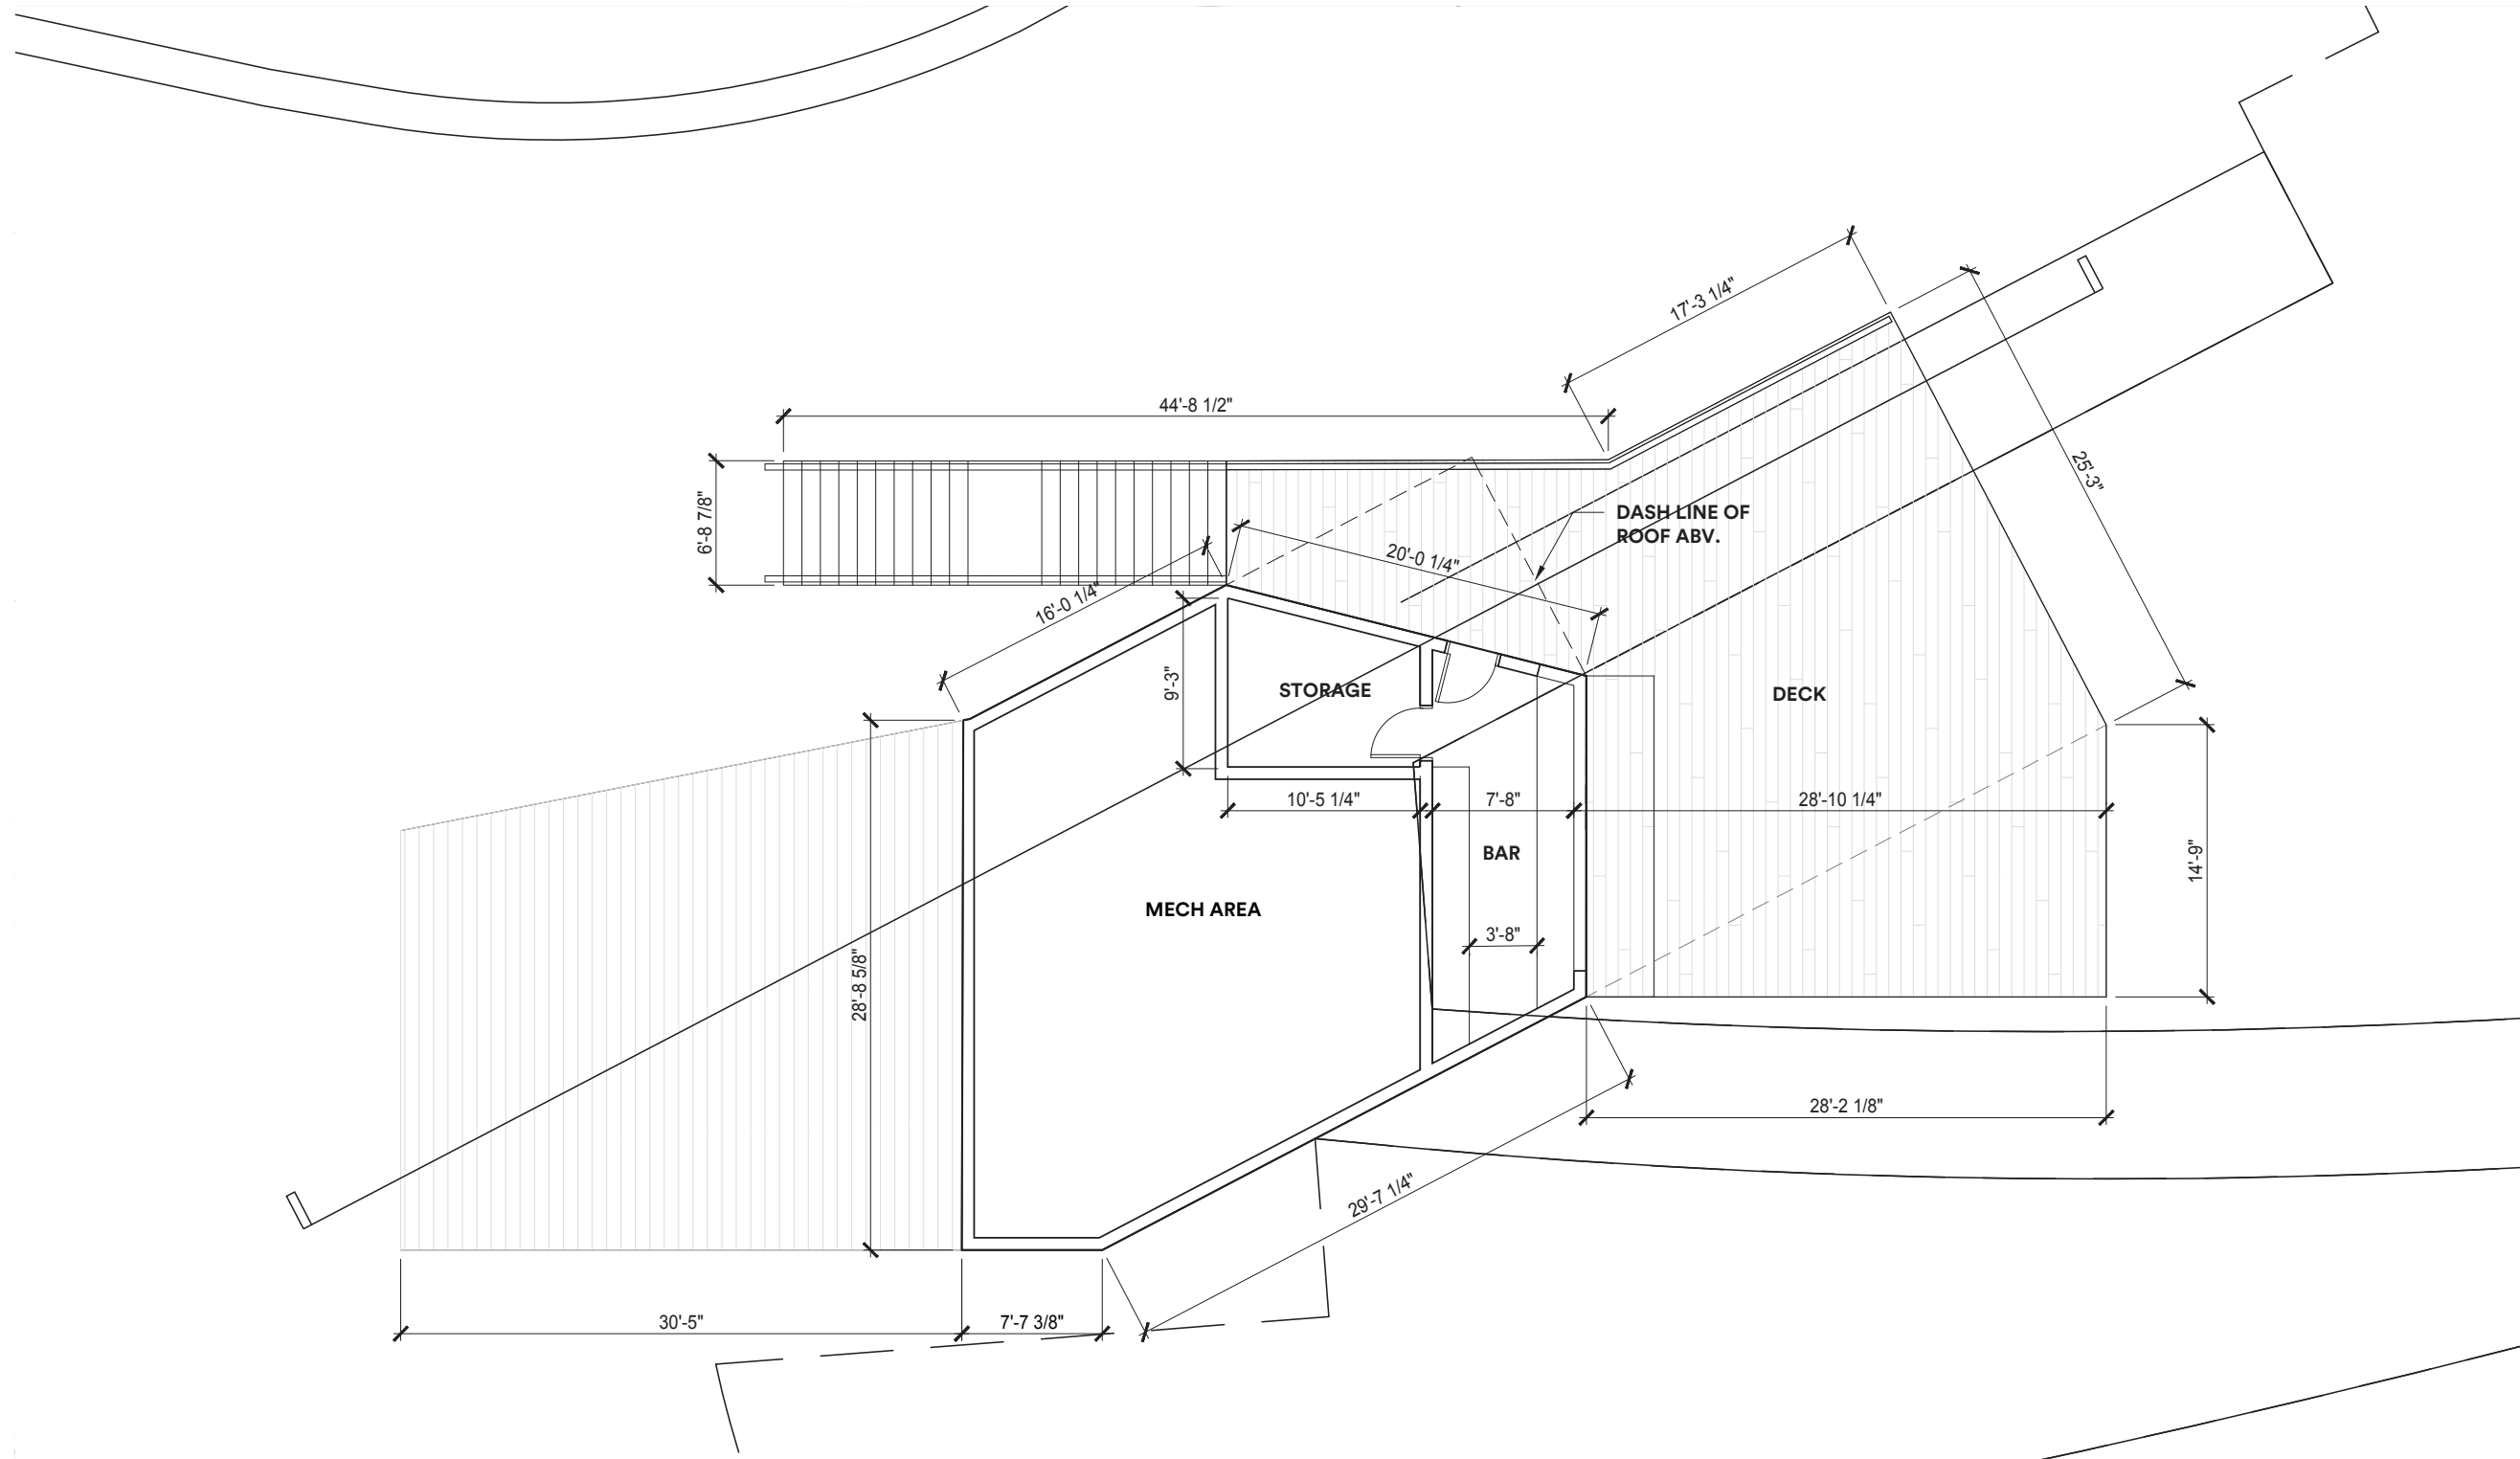 17'-3 1/4"
44'-8 1/2"
25'-3"
6'-8 7/8"
DASH LINE OF
ROOF ABV.
20'-0 1/4"
16'-0 1/4"
9'-3"
STORAGE
DECK
10'-5 1/4"
7'-8"
28'-10 1/4"
BAR
14'-9"
MECH AREA
3'-8"
28'-8 5/8"
28'-2 1/8"
29'-7 1/4"
30'-5"
7'-7 3/8"